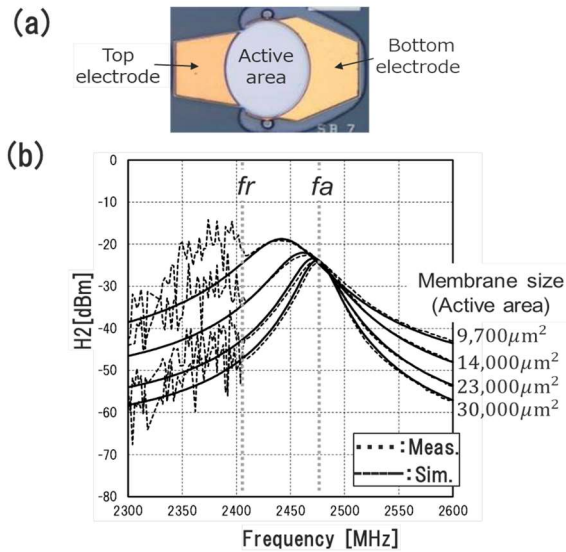 (a)
Top
electrode
Active
area
Bottom
electrode
SB 7
(b)
0
-10
-20
-30
-40
-50
-60
-70
-80
H2[dBm]
fr
fa
Membrane size
(Active area)
9,700μm²
14,000μm²
23,000μm²
30,000μm²
:Meas.
:Sim.
2300 2350 2400 2450 2500 2550 2600
Frequency [MHz]